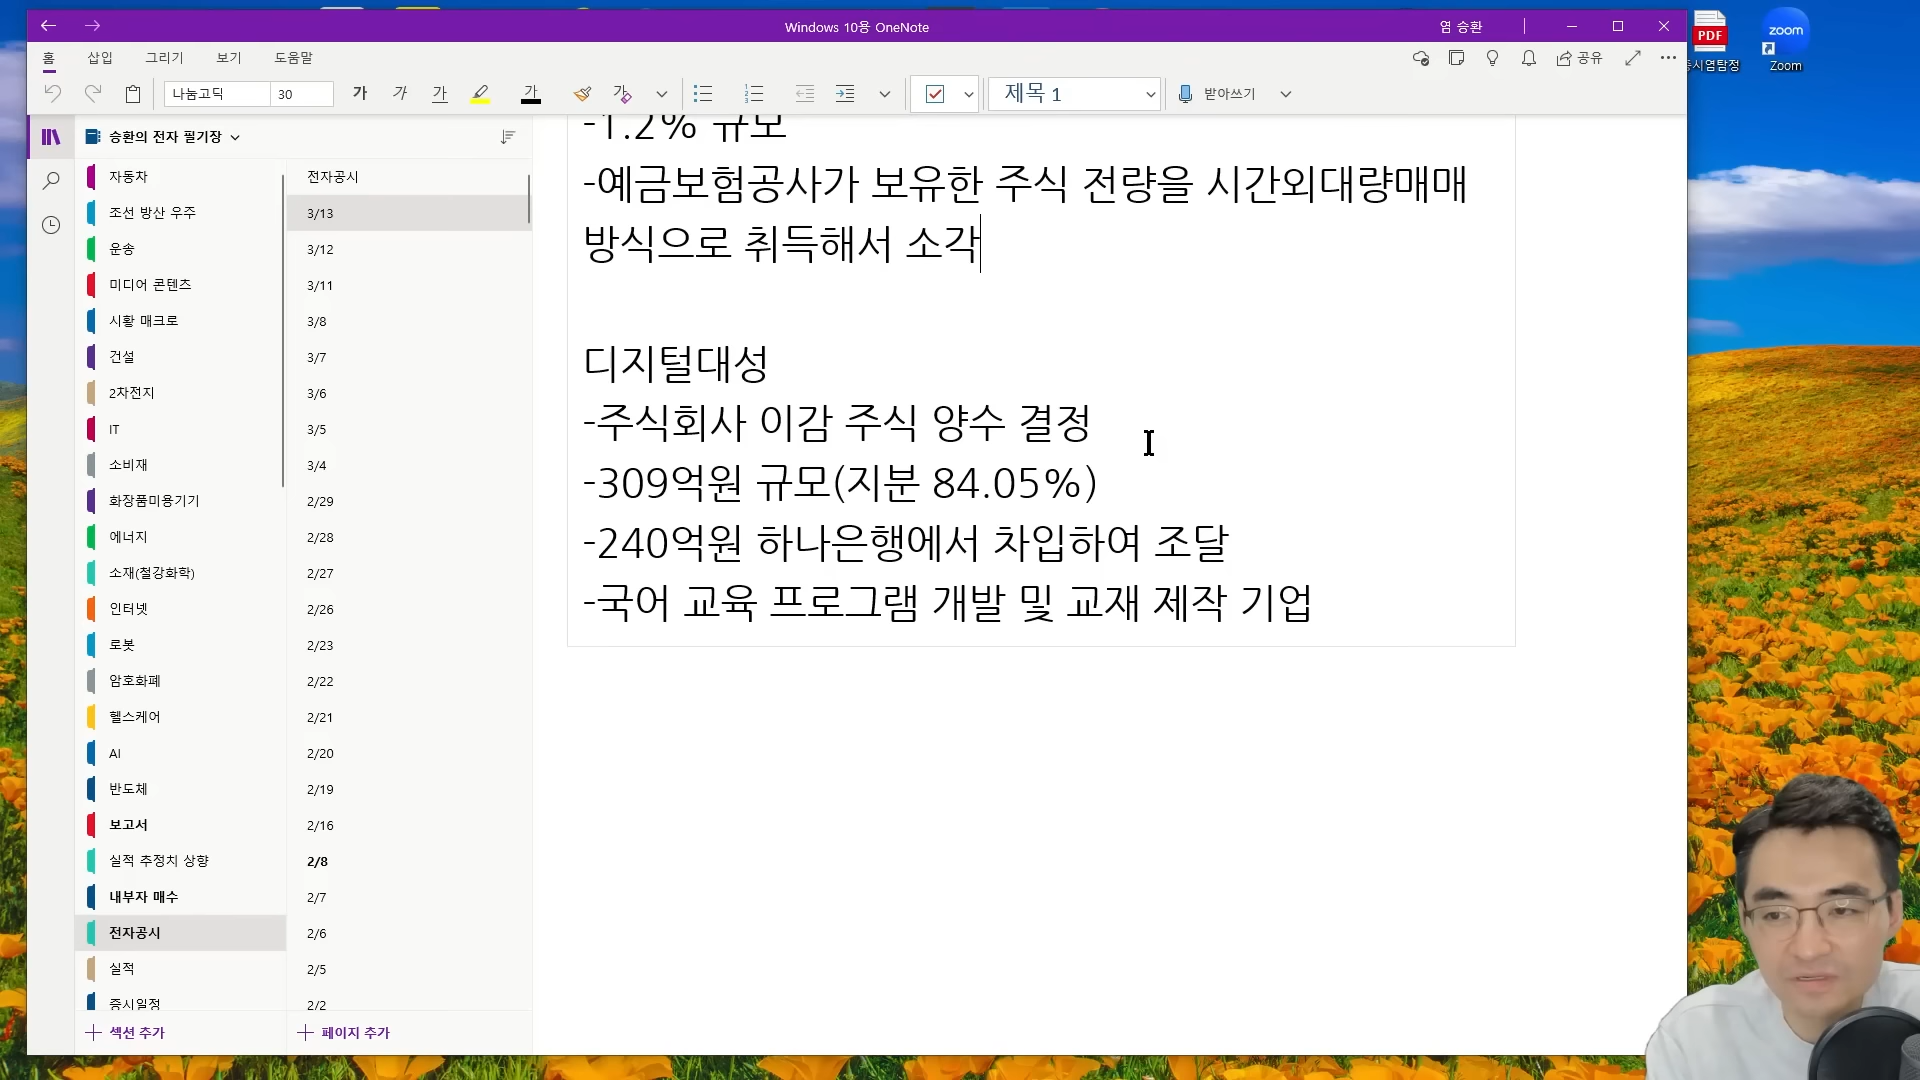 Windows 10용 OneNote
염 승환
홈
삽입
그리기
보기
도움말
공유
나눔고딕
30
가
가
가
가
가
제목 1
받아쓰기
PDF
증시염탐정
zoom
Zoom
승환의 전자 필기장
자동차
조선 방산 우주
운송
미디어 콘텐츠
시황 매크로
건설
2차전지
IT
소비재
화장품미용기기
에너지
소재(철강화학)
인터넷
로봇
암호화폐
헬스케어
AI
반도체
보고서
실적 추정치 상향
내부자 매수
전자공시
실적
증시일정
섹션 추가
전자공시
3/13
3/12
3/11
3/8
3/7
3/6
3/5
3/4
2/29
2/28
2/27
2/26
2/23
2/22
2/21
2/20
2/19
2/16
2/8
2/7
2/6
2/5
2/2
페이지 추가
-1.2% 규모
-예금보험공사가 보유한 주식 전량을 시간외대량매매
방식으로 취득해서 소각
디지털대성
-주식회사 이감 주식 양수 결정
-309억원 규모(지분 84.05%)
-240억원 하나은행에서 차입하여 조달
-국어 교육 프로그램 개발 및 교재 제작 기업